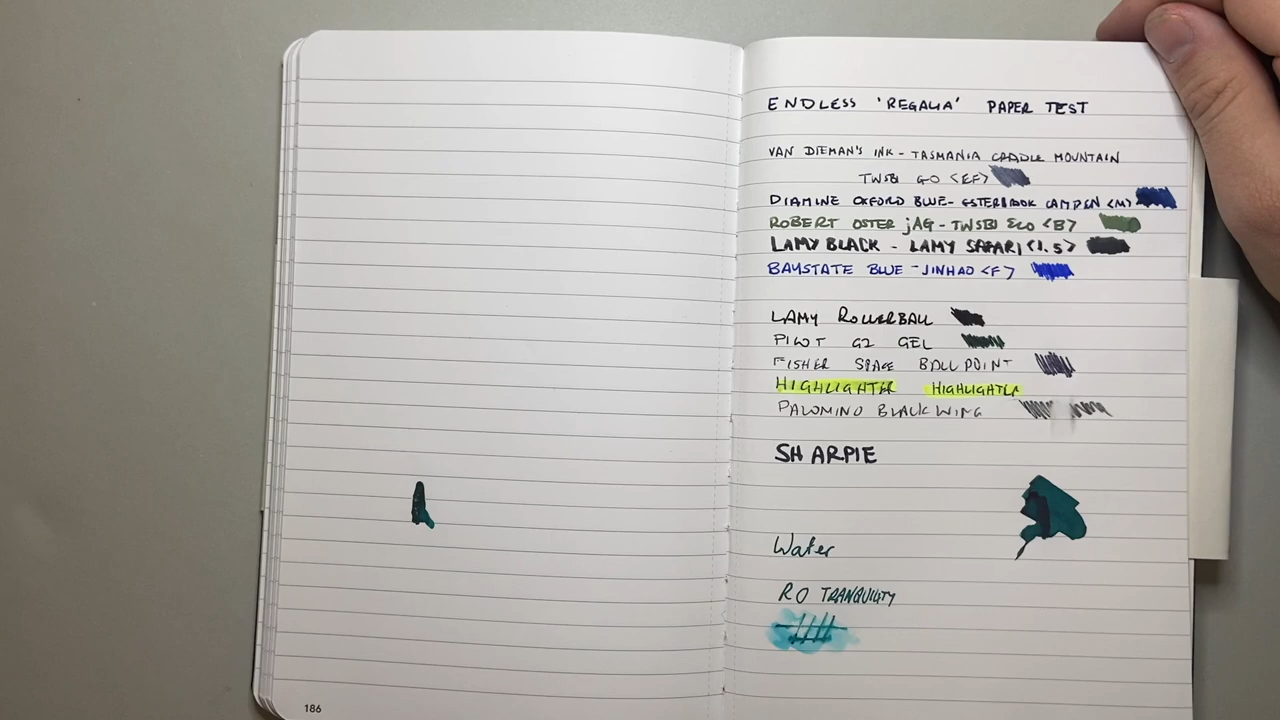 ENDLESS 'REGALIA' PAPER TEST
VAN DIEMAN'S INK - TASMANIA CRADLE MOUNTAIN
TWSBI GO <EF>
DIAMINE OXFORD BLUE - ESTERBROOK CAMDEN <M>
ROBERT OSTER jAG - TWSBI ECO <B>
LAMY BLACK - LAMY SAFARI <1.5>
BAYSTATE BLUE - JINHAO <F>
LAMY ROLLERBALL
PILOT G2 GEL
FISHER SPACE BALLPOINT
HIGHLIGHTER HIGHLIGHTER
PALOMINO BLACKWING
SHARPIE
Water
RO TRANQUILITY
186